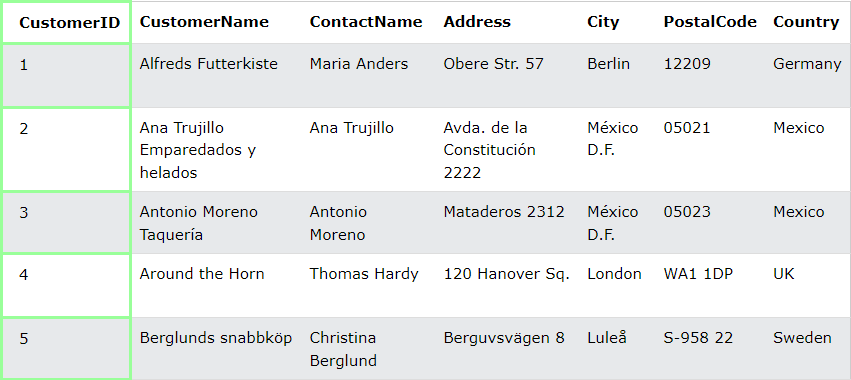 CustomerID CustomerName ContactName Address City PostalCode Country
1 Alfreds Futterkiste Maria Anders Obere Str. 57 Berlin 12209 Germany
2 Ana Trujillo Ana Trujillo Avda. de la México 05021 Mexico
Emparedados y Constitución D.F.
helados 2222
3 Antonio Moreno Antonio Mataderos 2312 México 05023 Mexico
Taquería Moreno D.F.
4 Around the Horn Thomas Hardy 120 Hanover Sq. London WA1 1DP UK
5 Berglunds snabbköp Christina Berguvsvägen 8 Luleå S-958 22 Sweden
Berglund